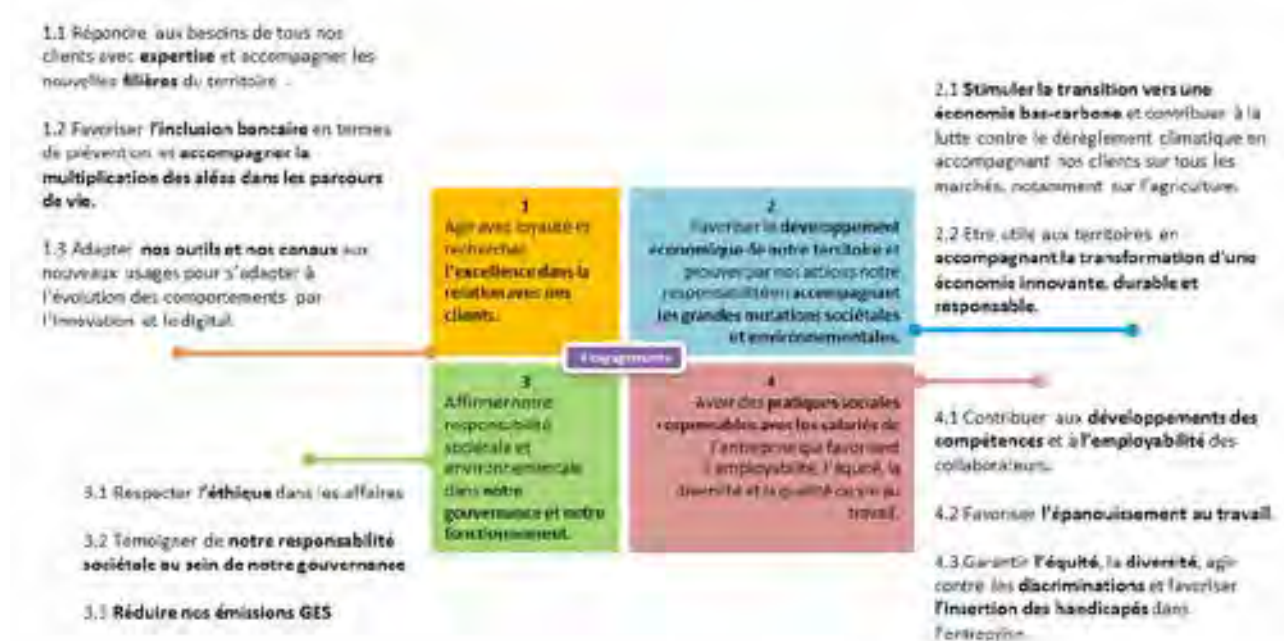 1.1 Répondre aux besoins de tous nos
clients avec expertise et accompagner les
nouvelles filières du territoire .
1.2 Favoriser l'inclusion bancaire en termes
de prévention et accompagner la
multiplication des aléas dans les parcours
de vie.
1.3 Adapter nos outils et nos canaux aux
nouveaux usages pour s'adapter à
l'évolution des comportements par
l'innovation et le digital.
1
Agir avec loyauté et
rechercher
l'excellence dans la
relation avec nos
clients.
2
Favoriser le développement
économique de notre territoire et
prouver par nos actions notre
responsabilité en accompagnant
les grandes mutations sociétales
et environnementales.
2.1 Stimuler la transition vers une
économie bas-carbone et contribuer à la
lutte contre le dérèglement climatique en
accompagnant nos clients sur tous les
marchés, notamment sur l'agriculture.
2.2 Etre utile aux territoires en
accompagnant la transformation d'une
économie innovante, durable et
responsable.
4 engagements
3
Affirmer notre
responsabilité
sociétale et
environnementale
dans notre
gouvernance et notre
fonctionnement.
4
Avoir des pratiques sociales
responsables avec les salariés de
l'entreprise qui favorisent
l'employabilité, l'équité, la
diversité et la qualité de vie au
travail.
3.1 Respecter l'éthique dans les affaires
3.2 Témoigner de notre responsabilité
sociétale au sein de notre gouvernance
3.3 Réduire nos émissions GES
4.1 Contribuer aux développements des
compétences et à l'employabilité des
collaborateurs.
4.2 Favoriser l'épanouissement au travail
4.3 Garantir l'équité, la diversité, agir
contre les discriminations et favoriser
l'insertion des handicapés dans
l'entreprise